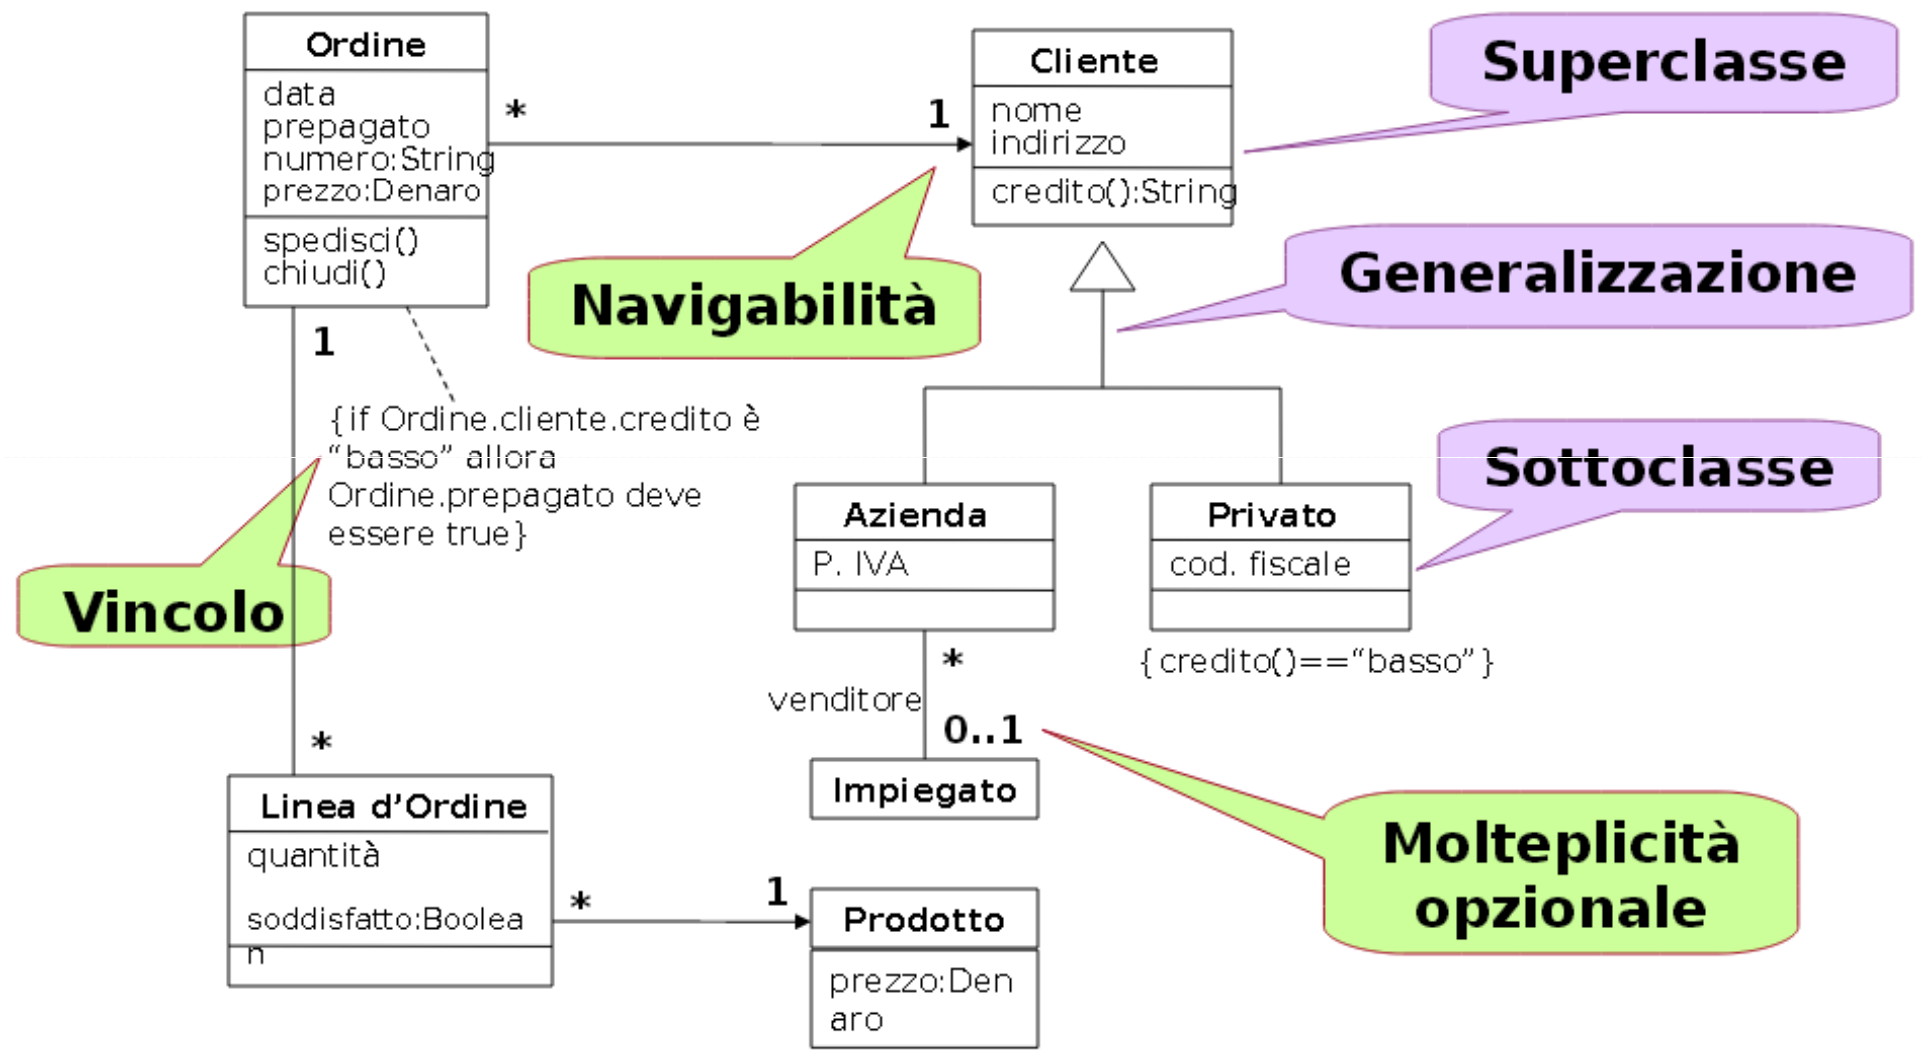 Ordine
data
prepagato
numero:String
prezzo:Denaro
spedisci()
chiudi()
*
1
Cliente
nome
indirizzo
credito():String
Superclasse
Navigabilità
Generalizzazione
1
{if Ordine.cliente.credito è
“basso” allora
Ordine.prepagato deve
essere true}
Vincolo
Sottoclasse
Azienda
P. IVA
Privato
cod. fiscale
{credito()==“basso”}
*
venditore
0..1
Impiegato
Molteplicità
opzionale
*
Linea d’Ordine
quantità
soddisfatto:Boolea
n
*
1
Prodotto
prezzo:Den
aro